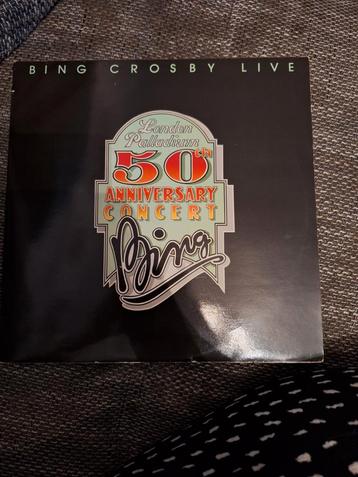 BING CROSBY LIVE
London
Palladium
50th
ANNIVERSARY
CONCERT
Bing